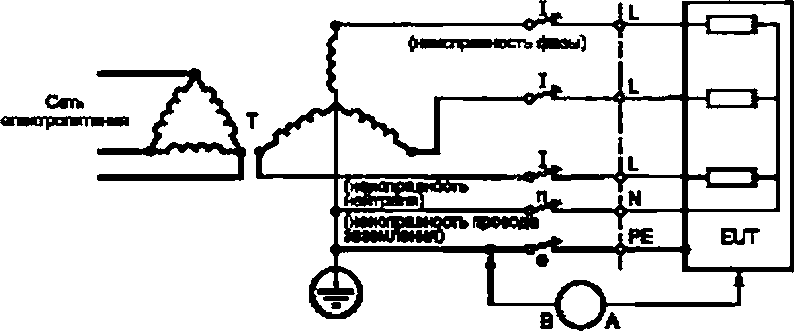 l
L
(неисправность фазы)
l
L
Сеть
электропитания
T
l
L
(неисправность
нейтрали)
n
N
(неисправность провода
заземления)
PE
EUT
e
B
A